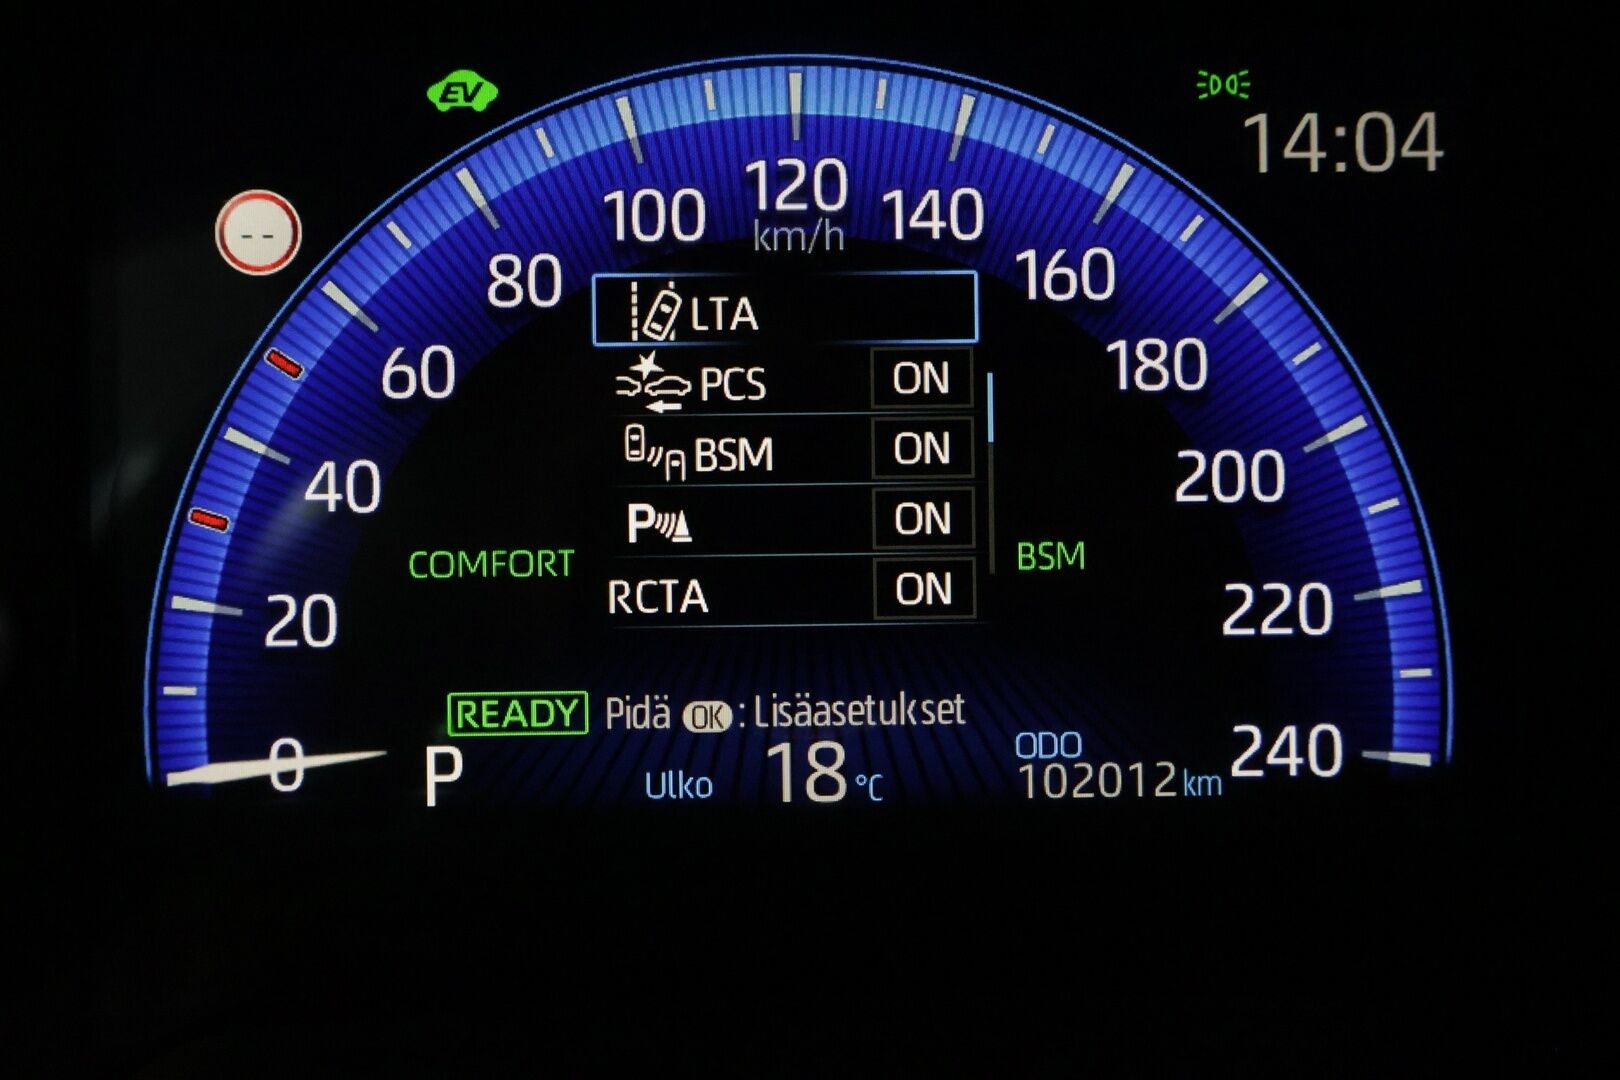 EV
14:04
--
100
120
140
km/h
80
160
LTA
60
180
PCS ON
40
BSM ON
200
P ON
COMFORT
BSM
20
RCTA ON
220
READY
Pidä OK : Lisäasetukset
0
P
Ulko 18 °C
ODO
102012 km
240